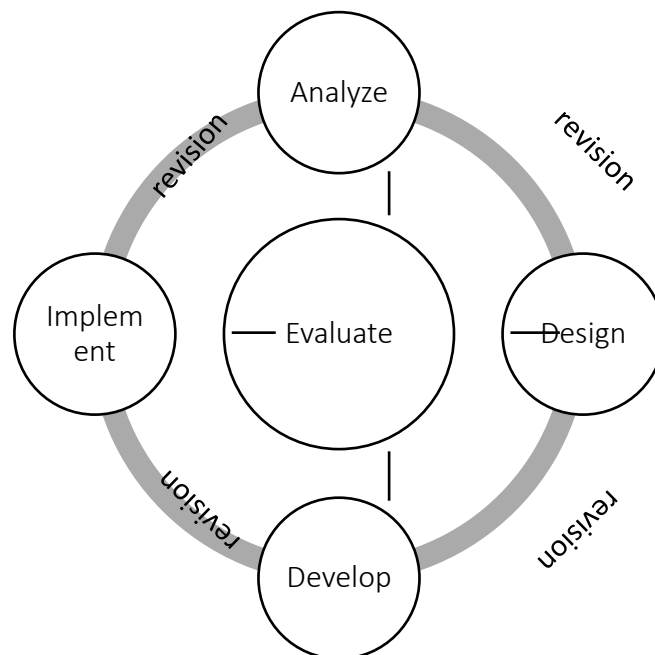 Analyze
revision
revision
Implem
ent
Evaluate
Design
revision
revision
Develop